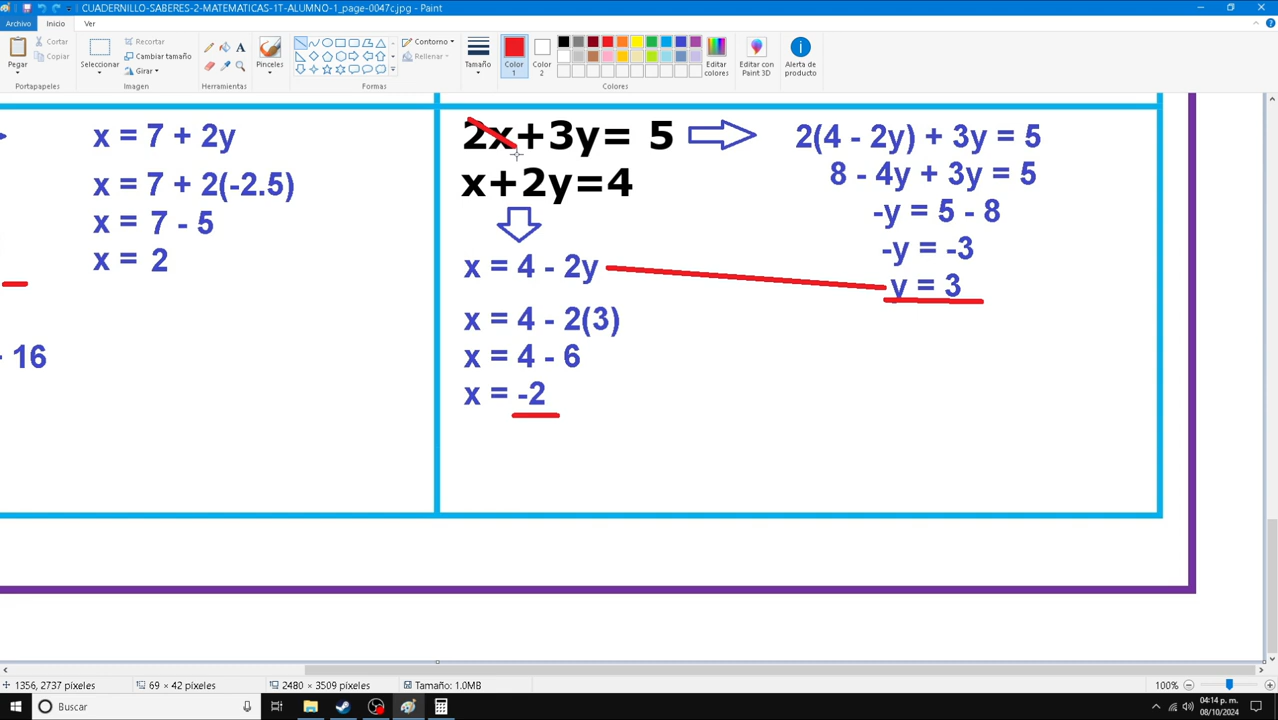 CUADERNILLO-SABERES-2-MATEMATICAS-1T-ALUMNO-1_page-0047c.jpg - Paint
Archivo Inicio Ver
Pegar
Cortar
Copiar
Portapapeles
Seleccionar
Recortar
Cambiar tamaño
Girar
Imagen
Herramientas
Pinceles
Contorno
Rellenar
Formas
Tamaño
Color 1
Color 2
Editar colores
Colores
Editar con Paint 3D
Alerta de producto
x = 7 + 2y
x = 7 + 2(-2.5)
x = 7 - 5
x = 2
- 16
2x+3y= 5
x+2y=4
x = 4 - 2y
x = 4 - 2(3)
x = 4 - 6
x = -2
2(4 - 2y) + 3y = 5
8 - 4y + 3y = 5
-y = 5 - 8
-y = -3
y = 3
1356, 2737 píxeles 69 × 42 píxeles 2480 × 3509 píxeles Tamaño: 1.0MB 100%
Buscar
04:14 p. m.
08/10/2024